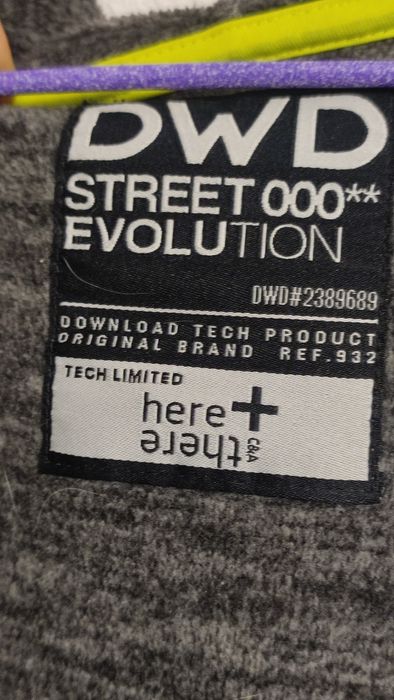 DWD
STREET 000**
EVOLUTION
DWD#2389689
DOWNLOAD TECH PRODUCT
ORIGINAL BRAND REF.932
TECH LIMITED
here+
there C&A